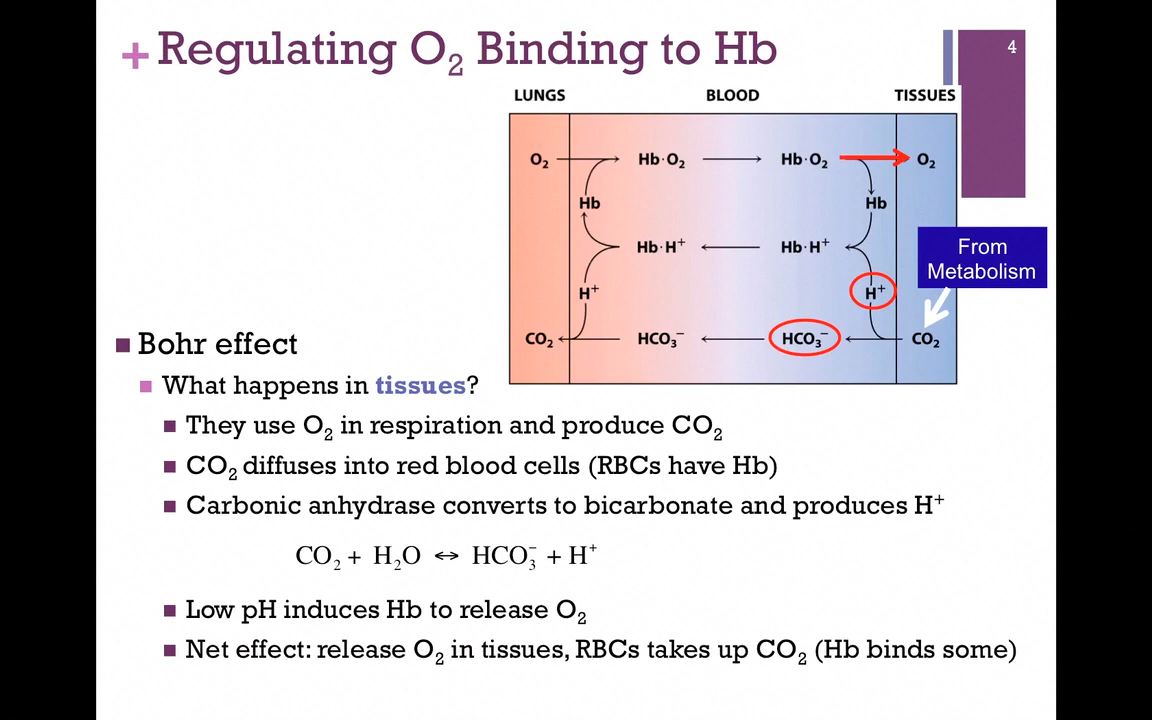 + Regulating O₂ Binding to Hb
4
LUNGS BLOOD TISSUES
O₂ Hb·O₂ Hb·O₂ O₂
Hb Hb
Hb·H⁺ Hb·H⁺
From
Metabolism
H⁺ H⁺
CO₂ HCO₃⁻ HCO₃⁻ CO₂
Bohr effect
What happens in tissues?
They use O₂ in respiration and produce CO₂
CO₂ diffuses into red blood cells (RBCs have Hb)
Carbonic anhydrase converts to bicarbonate and produces H⁺
CO₂ + H₂O ↔ HCO₃⁻ + H⁺
Low pH induces Hb to release O₂
Net effect: release O₂ in tissues, RBCs takes up CO₂ (Hb binds some)